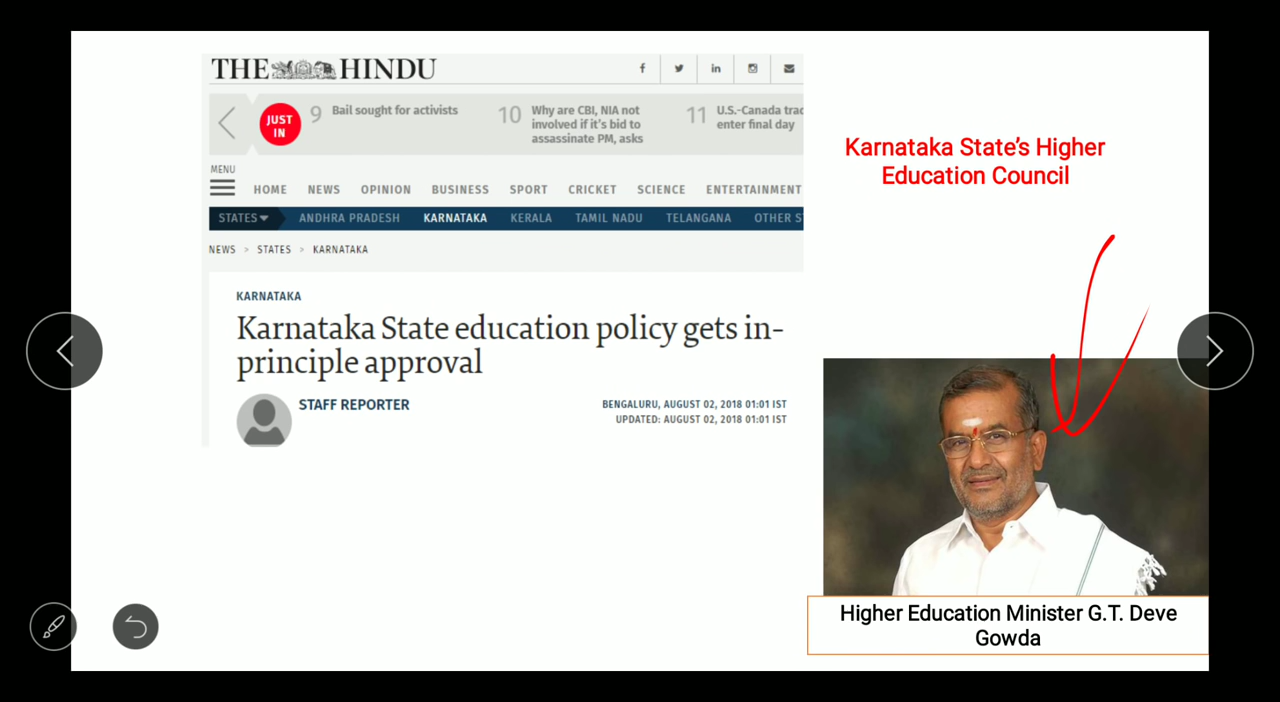 THE HINDU
JUST
IN
9 Bail sought for activists
10 Why are CBI, NIA not
involved if it's bid to
assassinate PM, asks
11 U.S.-Canada trad
enter final day
MENU
HOME NEWS OPINION BUSINESS SPORT CRICKET SCIENCE ENTERTAINMENT
STATES ANDHRA PRADESH KARNATAKA KERALA TAMIL NADU TELANGANA OTHER S
NEWS > STATES > KARNATAKA
KARNATAKA
Karnataka State education policy gets in-
principle approval
STAFF REPORTER
BENGALURU, AUGUST 02, 2018 01:01 IST
UPDATED: AUGUST 02, 2018 01:01 IST
Karnataka State's Higher
Education Council
Higher Education Minister G.T. Deve
Gowda